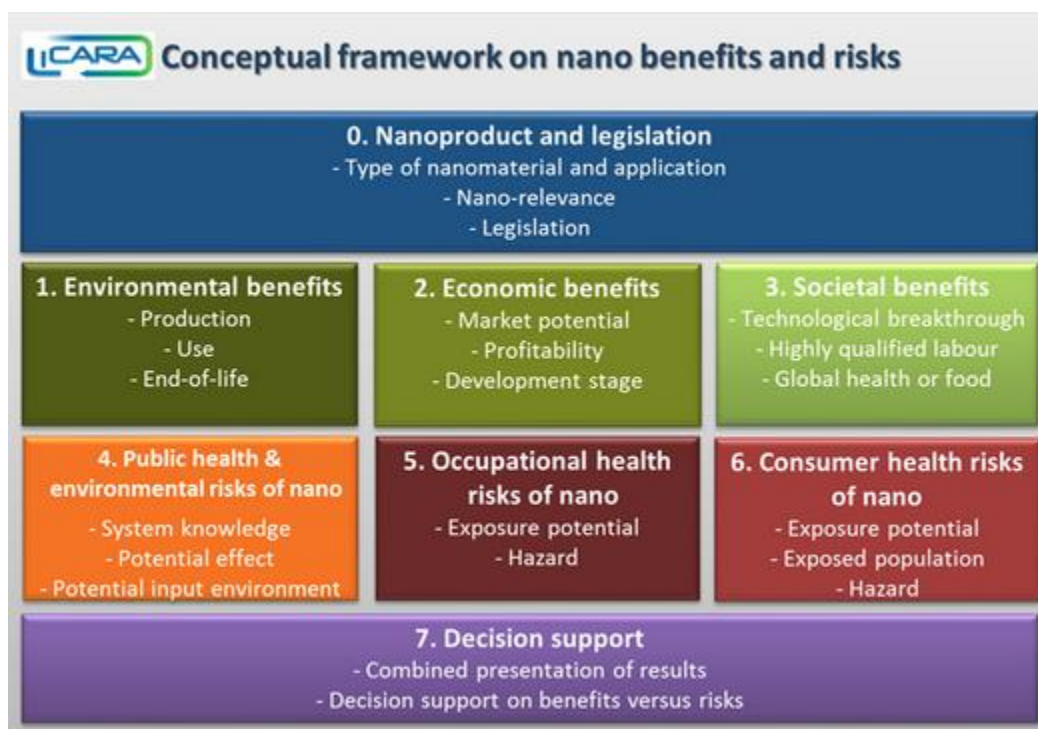 LICARA Conceptual framework on nano benefits and risks
0. Nanoproduct and legislation
- Type of nanomaterial and application
- Nano-relevance
- Legislation
1. Environmental benefits
- Production
- Use
- End-of-life
2. Economic benefits
- Market potential
- Profitability
- Development stage
3. Societal benefits
- Technological breakthrough
- Highly qualified labour
- Global health or food
4. Public health &
environmental risks of nano
- System knowledge
- Potential effect
- Potential input environment
5. Occupational health
risks of nano
- Exposure potential
- Hazard
6. Consumer health risks
of nano
- Exposure potential
- Exposed population
- Hazard
7. Decision support
- Combined presentation of results
- Decision support on benefits versus risks